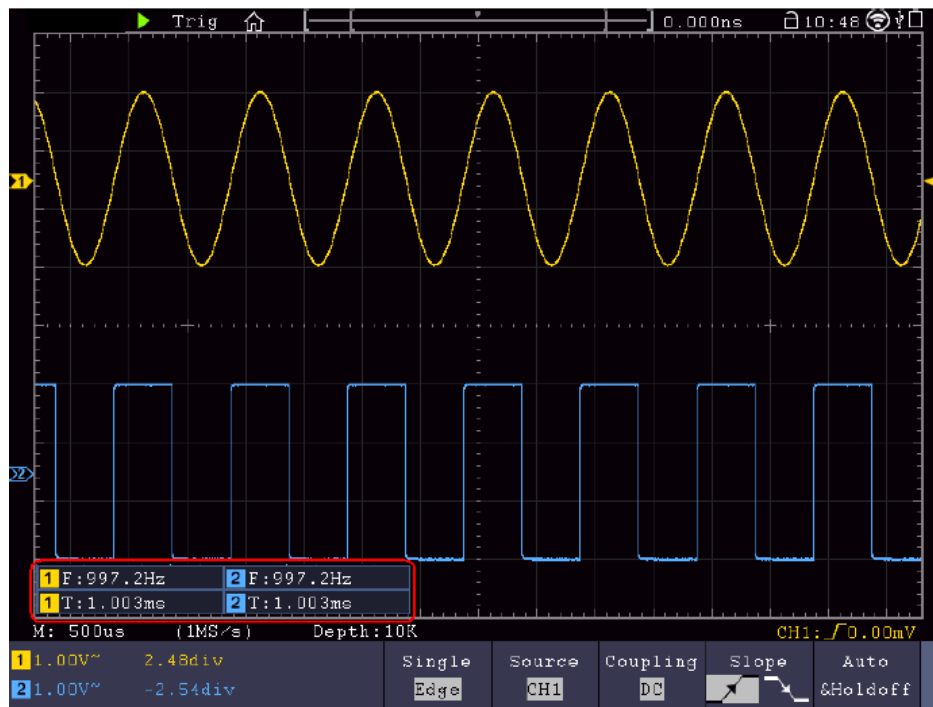 Trig 0.000ns 10:48
1
2
1 F:997.2Hz 2 F:997.2Hz
1 T:1.003ms 2 T:1.003ms
M: 500us (1MS/s) Depth:10K CH1: 0.00mV
1 1.00V~ 2.48div Single Source Coupling Slope Auto
2 1.00V~ -2.54div Edge CH1 DC &Holdoff